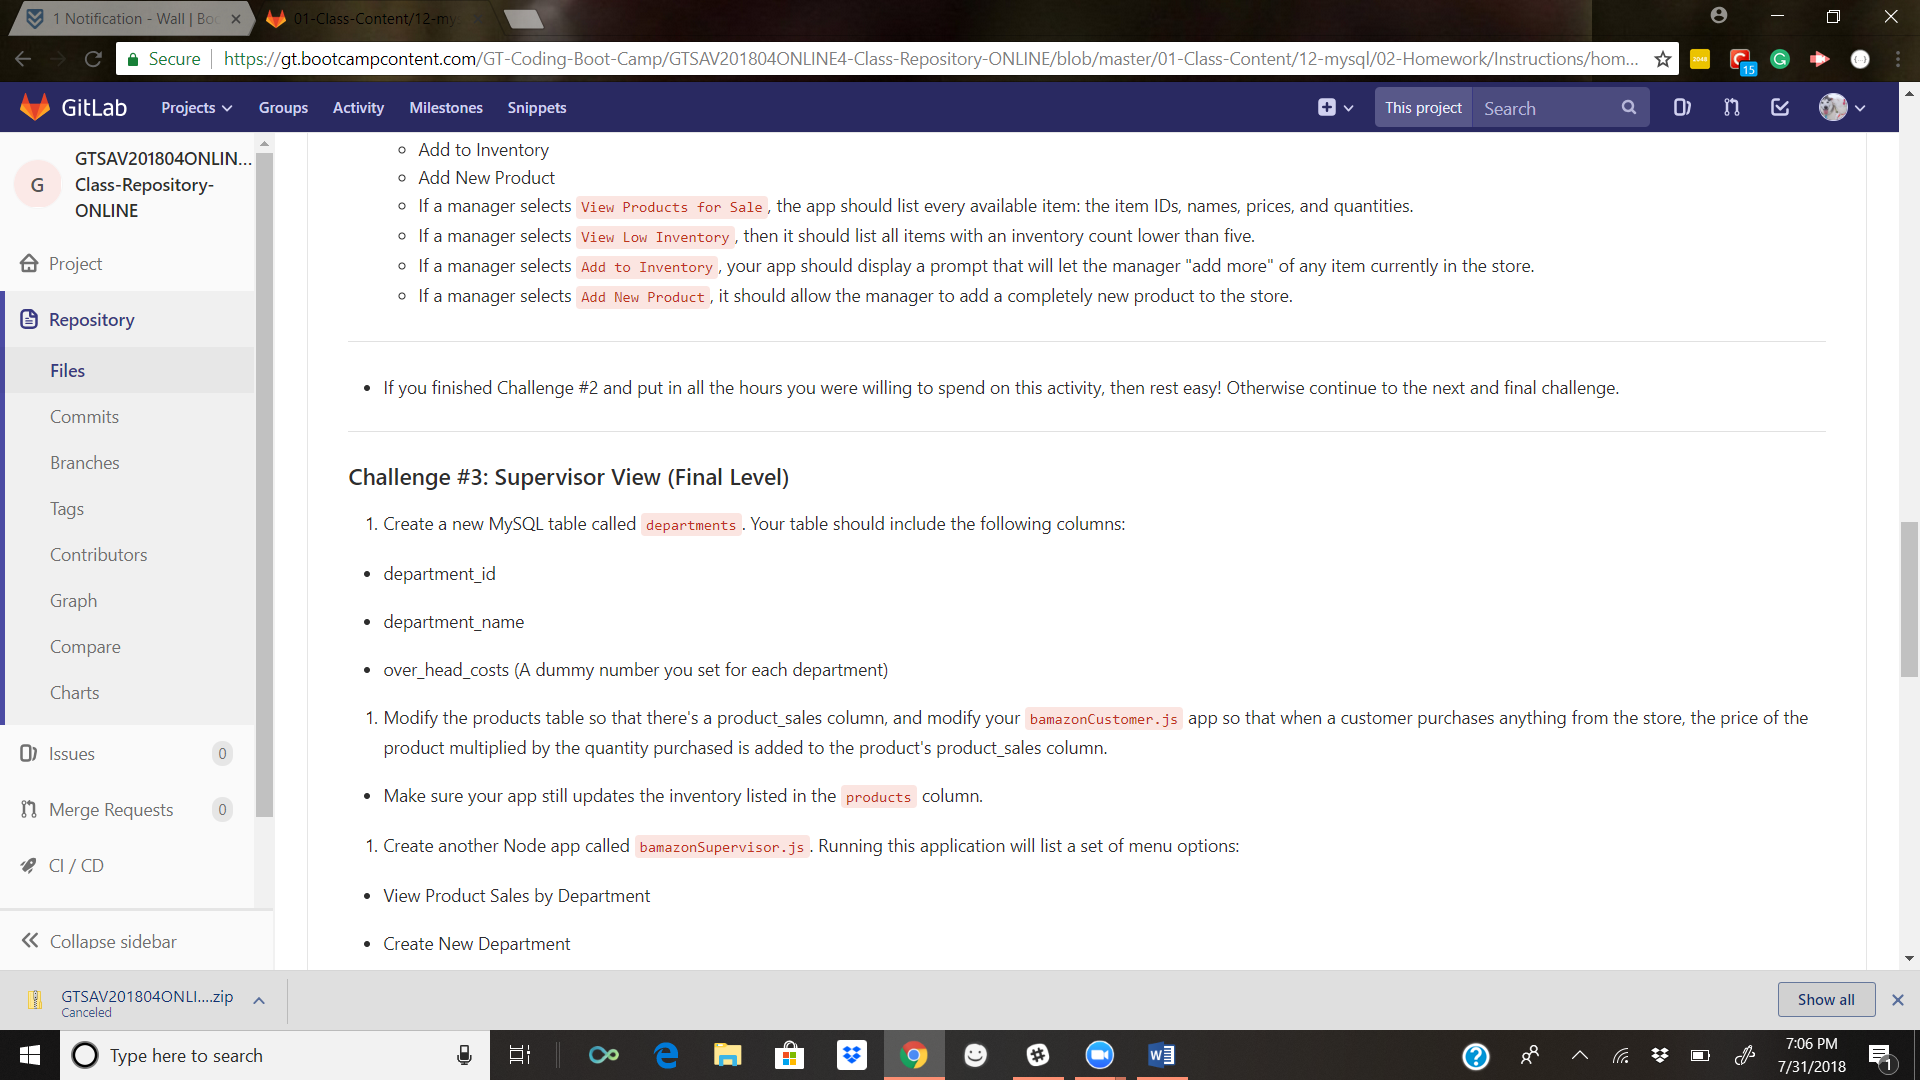 1 Notification - Wall | Boo
01-Class-Content/12-my
Secure
https://gt.bootcampcontent.com/GT-Coding-Boot-Camp/GTSAV201804ONLINE4-Class-Repository-ONLINE/blob/master/01-Class-Content/12-mysql/02-Homework/Instructions/hom...
15
GitLab
Projects
Groups
Activity
Milestones
Snippets
This project
Search
G
GTSAV201804ONLIN...
Class-Repository-
ONLINE
Project
Repository
Files
Commits
Branches
Tags
Contributors
Graph
Compare
Charts
Issues 0
Merge Requests 0
CI / CD
Collapse sidebar
Add to Inventory
Add New Product
If a manager selects View Products for Sale, the app should list every available item: the item IDs, names, prices, and quantities.
If a manager selects View Low Inventory, then it should list all items with an inventory count lower than five.
If a manager selects Add to Inventory, your app should display a prompt that will let the manager "add more" of any item currently in the store.
If a manager selects Add New Product, it should allow the manager to add a completely new product to the store.
If you finished Challenge #2 and put in all the hours you were willing to spend on this activity, then rest easy! Otherwise continue to the next and final challenge.
Challenge #3: Supervisor View (Final Level)
1. Create a new MySQL table called departments. Your table should include the following columns:
department_id
department_name
over_head_costs (A dummy number you set for each department)
1. Modify the products table so that there's a product_sales column, and modify your bamazonCustomer.js app so that when a customer purchases anything from the store, the price of the
product multiplied by the quantity purchased is added to the product's product_sales column.
Make sure your app still updates the inventory listed in the products column.
1. Create another Node app called bamazonSupervisor.js. Running this application will list a set of menu options:
View Product Sales by Department
Create New Department
GTSAV201804ONLI....zip
Canceled
Show all
Type here to search
7:06 PM
7/31/2018
1